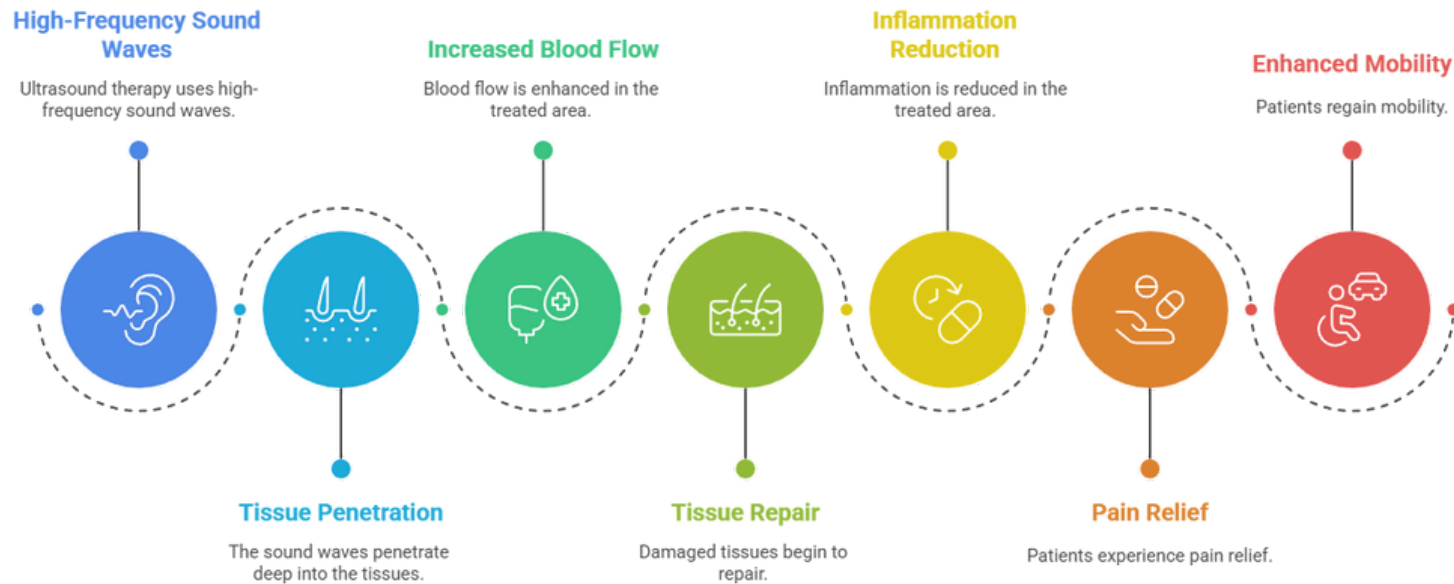 High-Frequency Sound
Waves
Ultrasound therapy uses high-
frequency sound waves.
Tissue Penetration
The sound waves penetrate
deep into the tissues.
Increased Blood Flow
Blood flow is enhanced in the
treated area.
Tissue Repair
Damaged tissues begin to
repair.
Inflammation
Reduction
Inflammation is reduced in the
treated area.
Pain Relief
Patients experience pain relief.
Enhanced Mobility
Patients regain mobility.